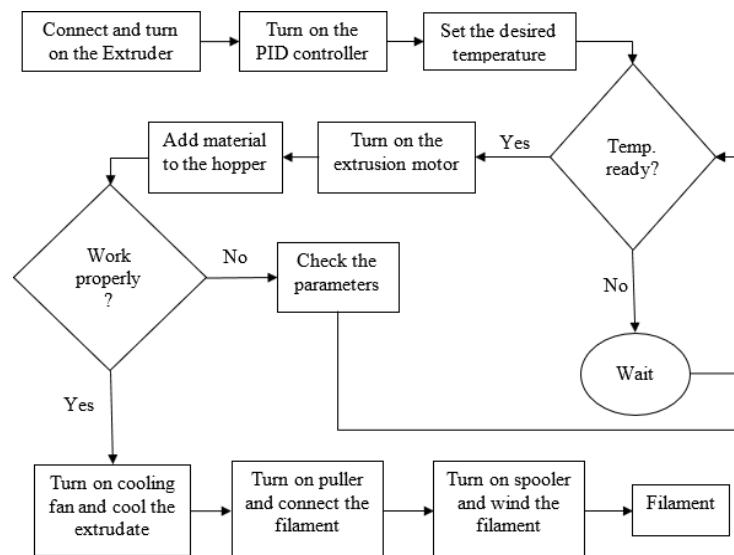 Connect and turn
on the Extruder
Turn on the
PID controller
Set the desired
temperature
Temp.
ready?
Yes
Turn on the
extrusion motor
Add material
to the hopper
No
Wait
Work
properly
?
No
Check the
parameters
Yes
Turn on cooling
fan and cool the
extrudate
Turn on puller
and connect the
filament
Turn on spooler
and wind the
filament
Filament